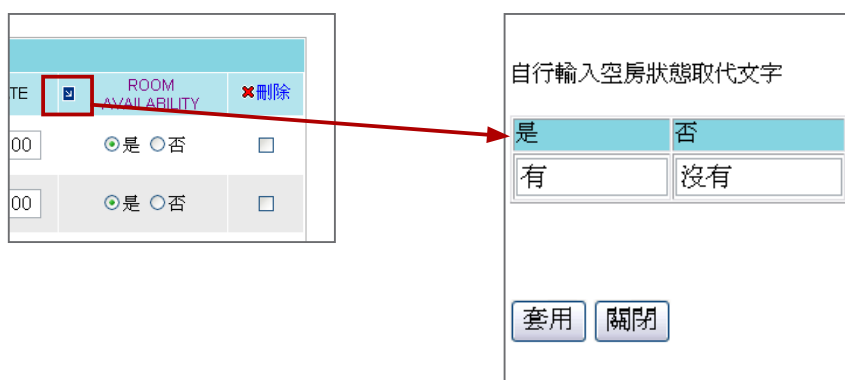 TE ROOM AVAILABILITY ✖刪除
00 是 否
00 是 否
自行輸入空房狀態取代文字
是 否
有 沒有
套用 關閉